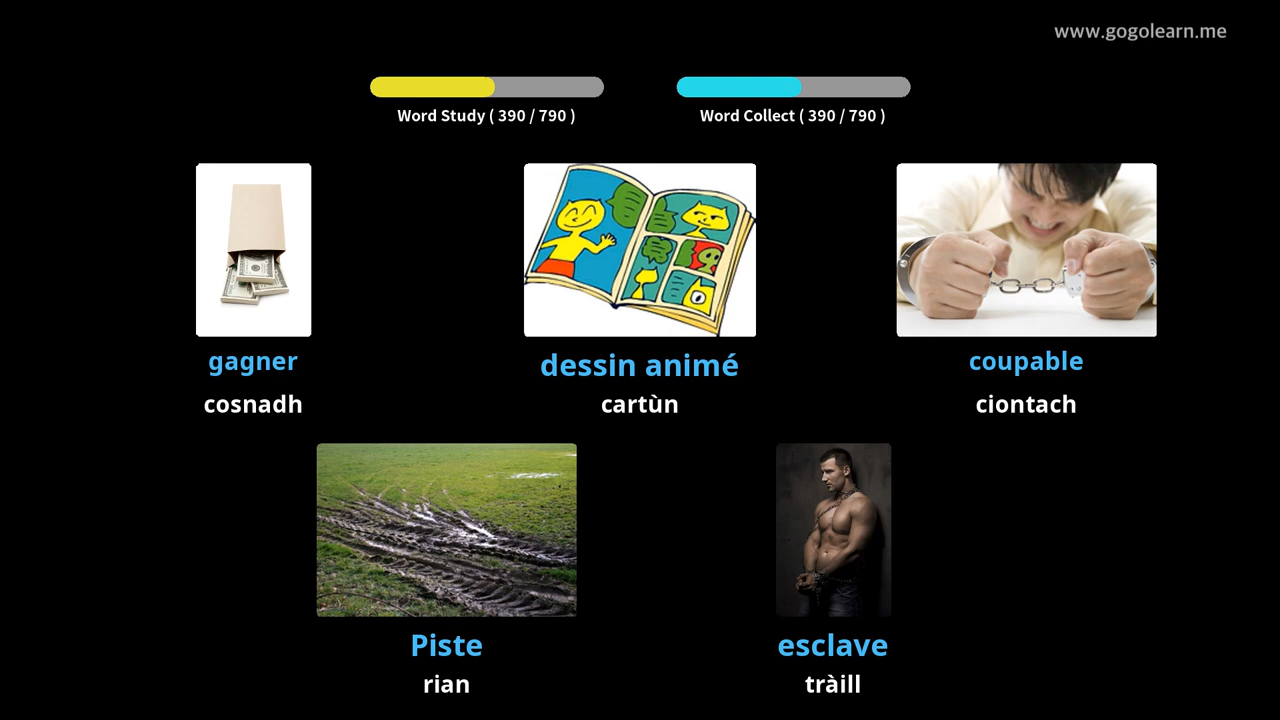 www.gogolearn.me
Word Study ( 390 / 790 )
Word Collect ( 390 / 790 )
gagner
cosnadh
dessin animé
cartùn
coupable
ciontach
Piste
rian
esclave
tràill